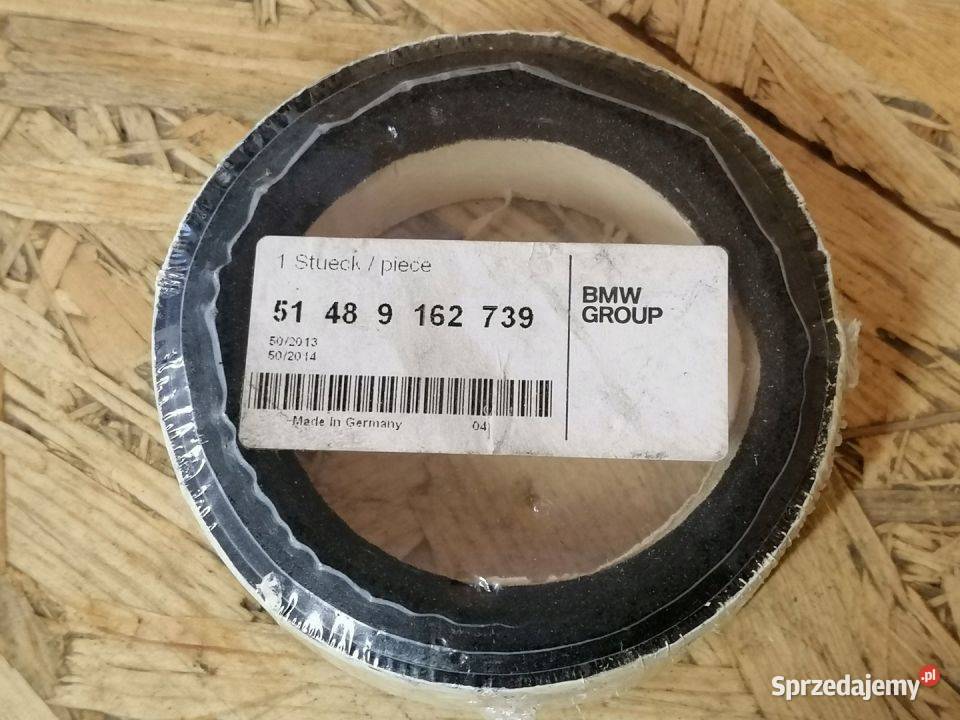 1 Stueck / piece
51 48 9 162 739
50/2013
50/2014
Made in Germany 04
BMW
GROUP
Sprzedajemy.pl